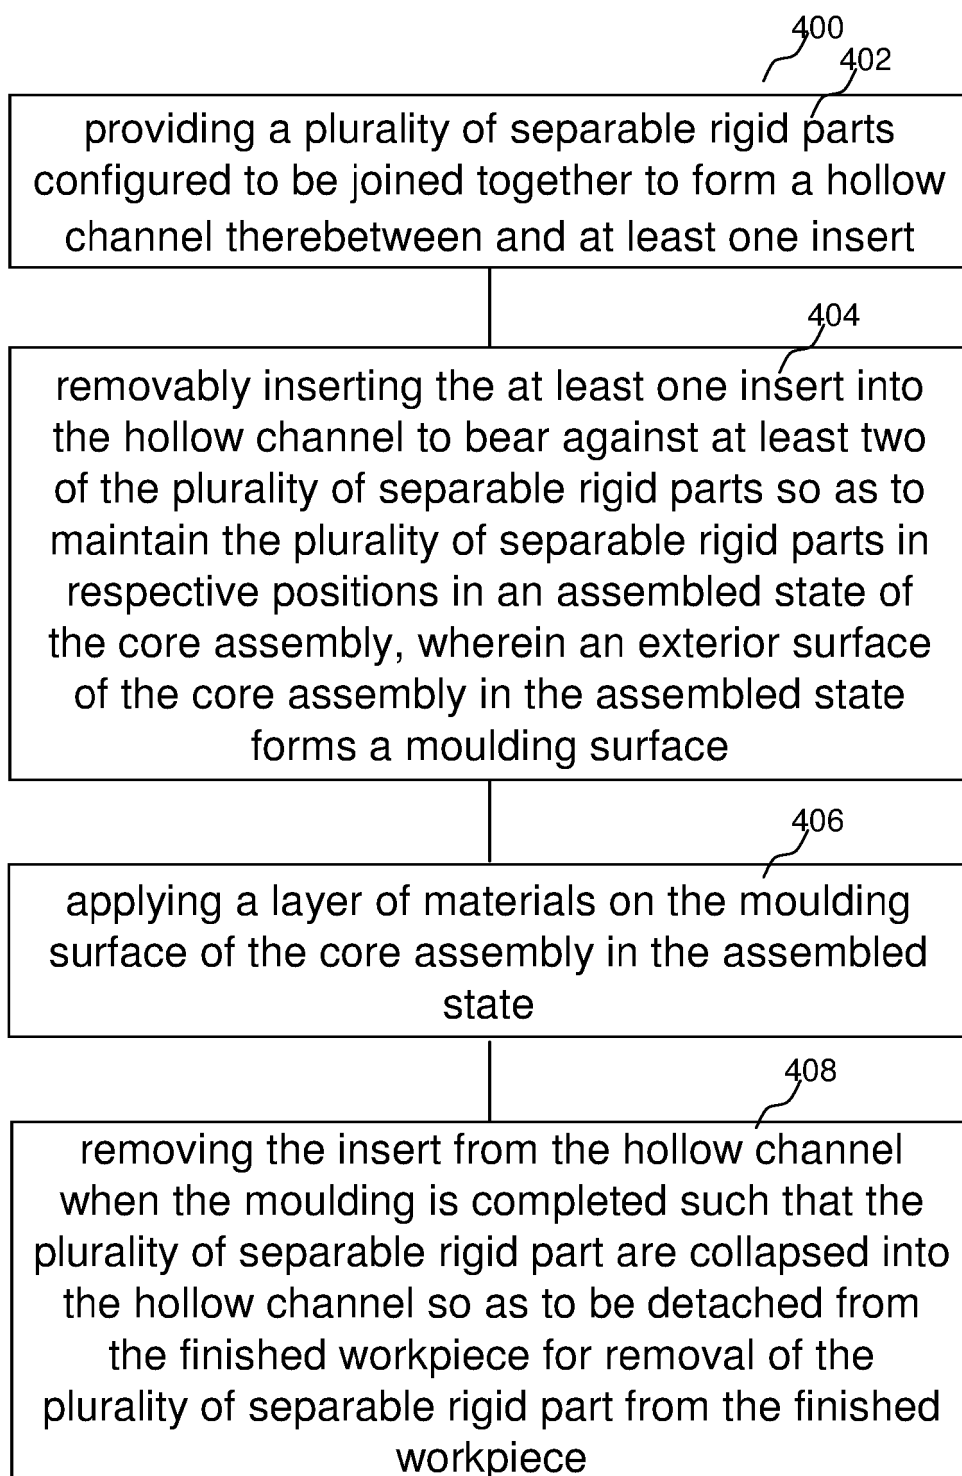 400
402
providing a plurality of separable rigid parts
configured to be joined together to form a hollow
channel therebetween and at least one insert
404
removably inserting the at least one insert into
the hollow channel to bear against at least two
of the plurality of separable rigid parts so as to
maintain the plurality of separable rigid parts in
respective positions in an assembled state of
the core assembly, wherein an exterior surface
of the core assembly in the assembled state
forms a moulding surface
406
applying a layer of materials on the moulding
surface of the core assembly in the assembled
state
408
removing the insert from the hollow channel
when the moulding is completed such that the
plurality of separable rigid part are collapsed into
the hollow channel so as to be detached from
the finished workpiece for removal of the
plurality of separable rigid part from the finished
workpiece